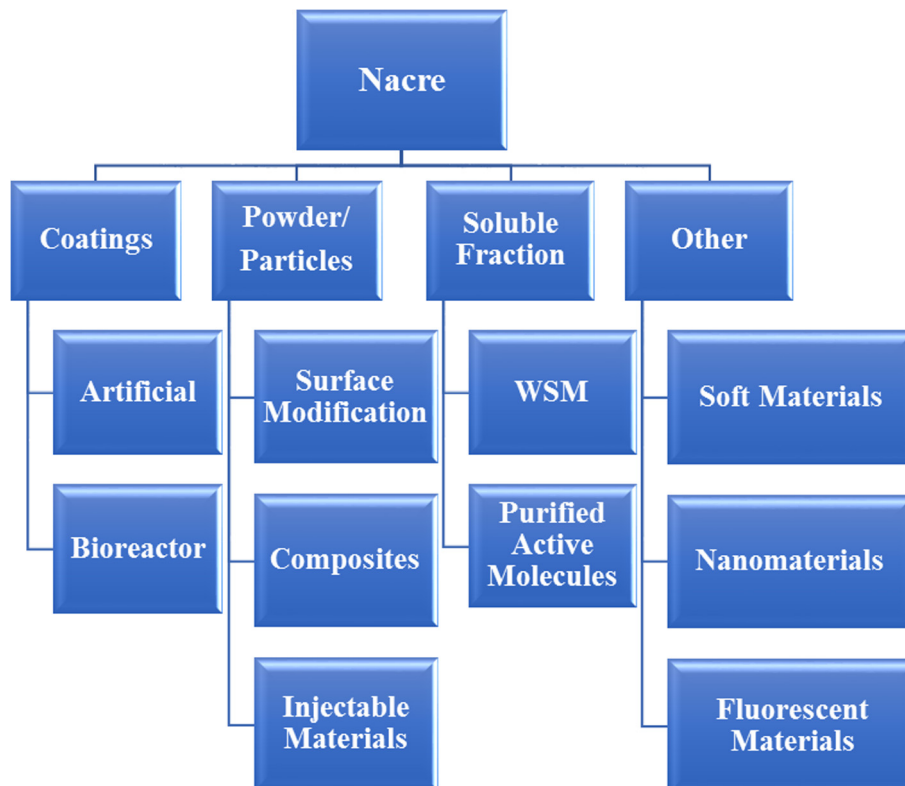 Nacre
Coatings
Powder/
Particles
Soluble
Fraction
Other
Artificial
Bioreactor
Surface
Modification
Composites
Injectable
Materials
WSM
Purified
Active
Molecules
Soft Materials
Nanomaterials
Fluorescent
Materials